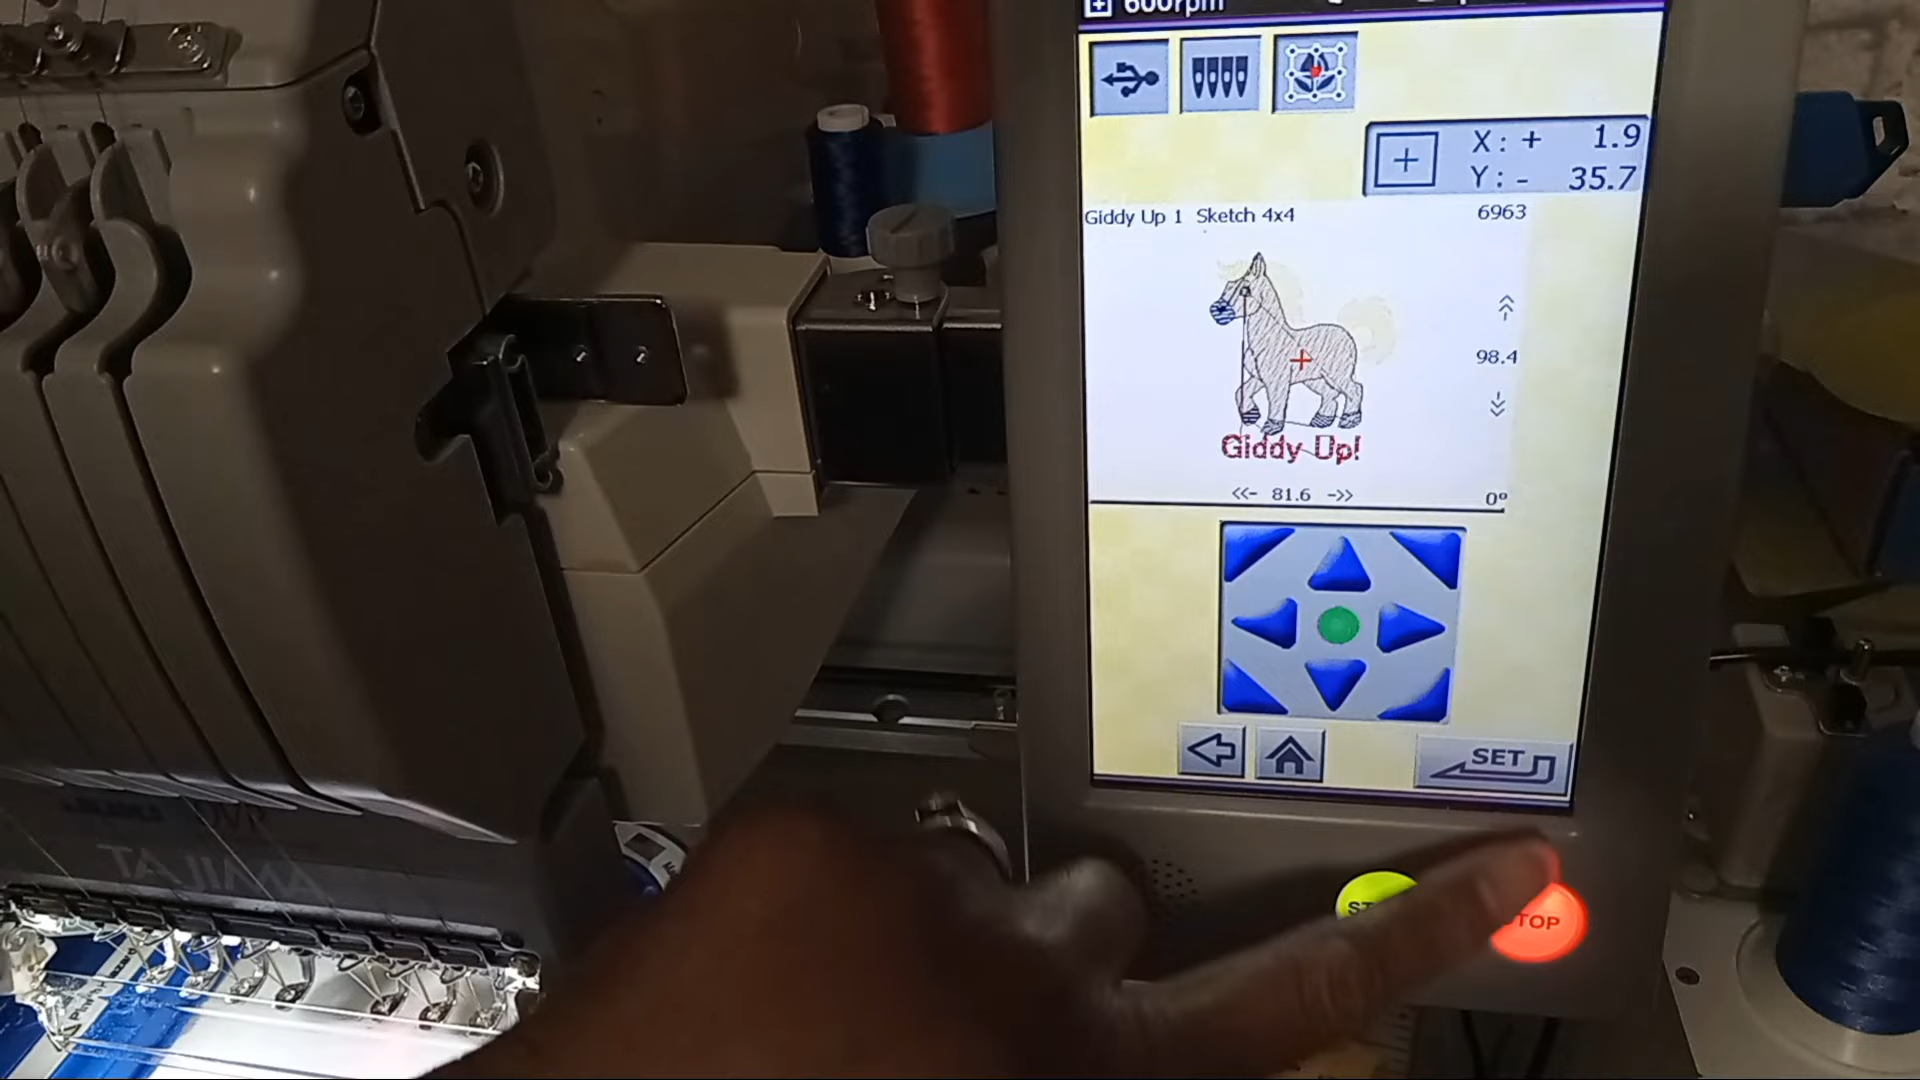 600rpm
X: + 1.9
Y: - 35.7
Giddy Up 1 Sketch 4x4 6963
98.4
Giddy Up!
<<- 81.6 ->>
0°
SET
STOP
TAJIMA